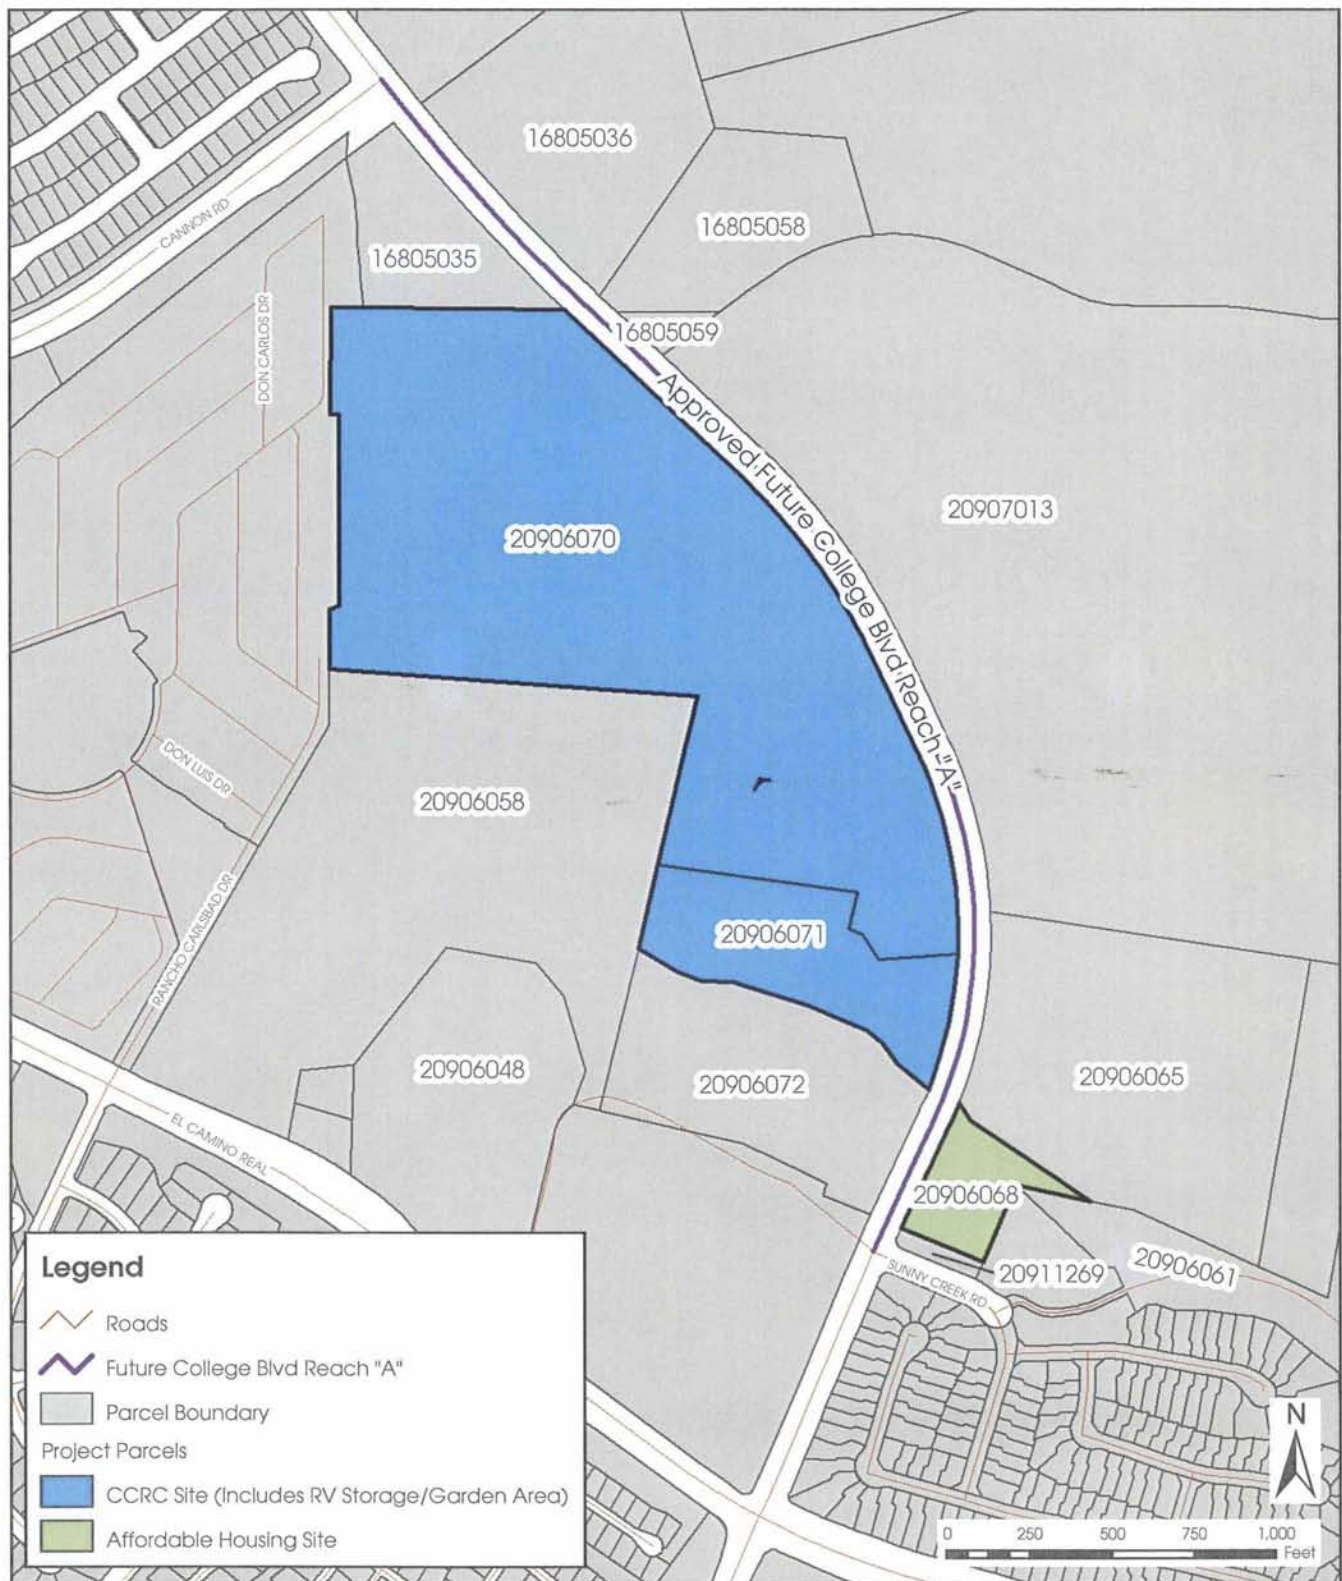 16805036
16805058
CANNON RD
16805035
DON CARLOS DR
16805059
Approved Future College Blvd Reach "A"
20907013
20906070
DON LUIS DR
20906058
RANCHO CARLSBAD DR
20906071
20906048
20906072
20906065
EL CAMINO REAL
20906068
20906061
20911269
SUNNY CREEK RD
Legend
Roads
Future College Blvd Reach "A"
Parcel Boundary
Project Parcels
CCRC Site (Includes RV Storage/Garden Area)
Affordable Housing Site
N
0 250 500 750 1,000
Feet